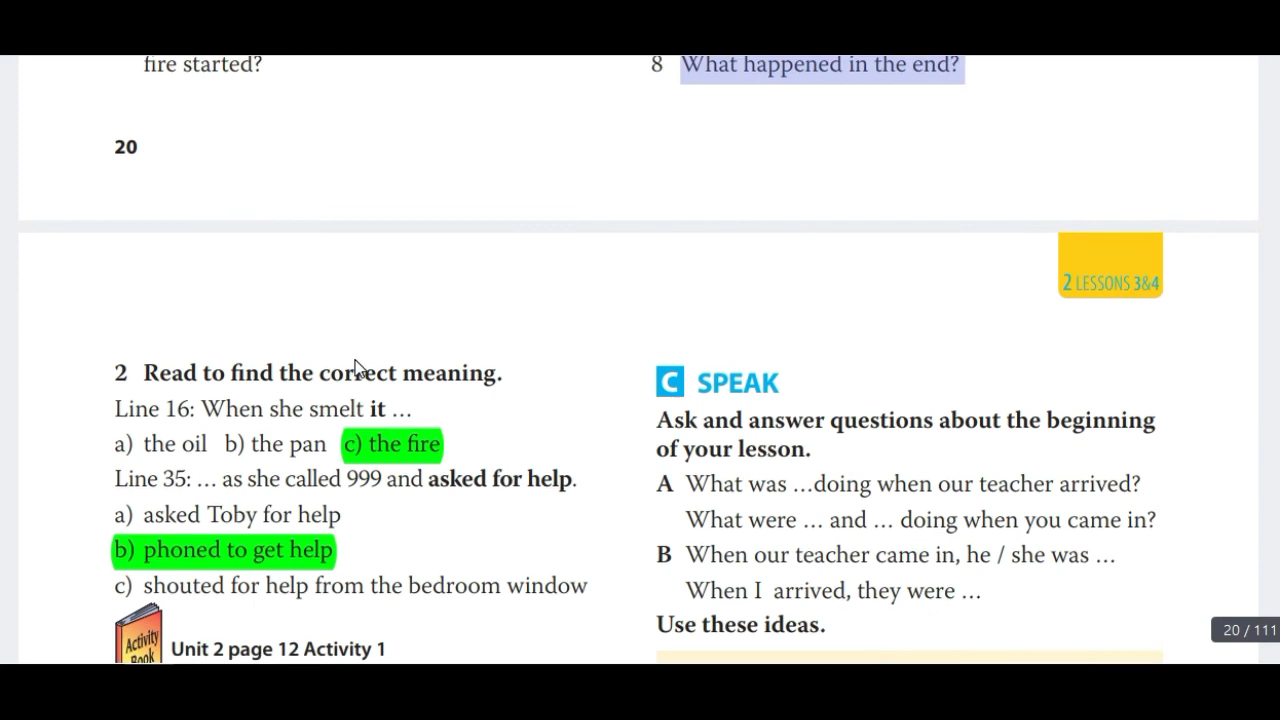 fire started?
8 What happened in the end?
20
2 LESSONS 3&4
2 Read to find the correct meaning.
Line 16: When she smelt it …
a) the oil b) the pan c) the fire
Line 35: … as she called 999 and asked for help.
a) asked Toby for help
b) phoned to get help
c) shouted for help from the bedroom window
Activity
Book
Unit 2 page 12 Activity 1
C SPEAK
Ask and answer questions about the beginning
of your lesson.
A What was …doing when our teacher arrived?
What were … and … doing when you came in?
B When our teacher came in, he / she was …
When I arrived, they were …
Use these ideas.
20 / 111